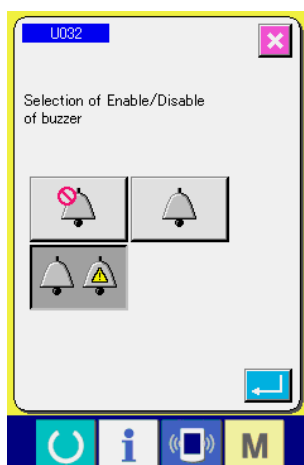 U032
Selection of Enable/Disable
of buzzer
i
M